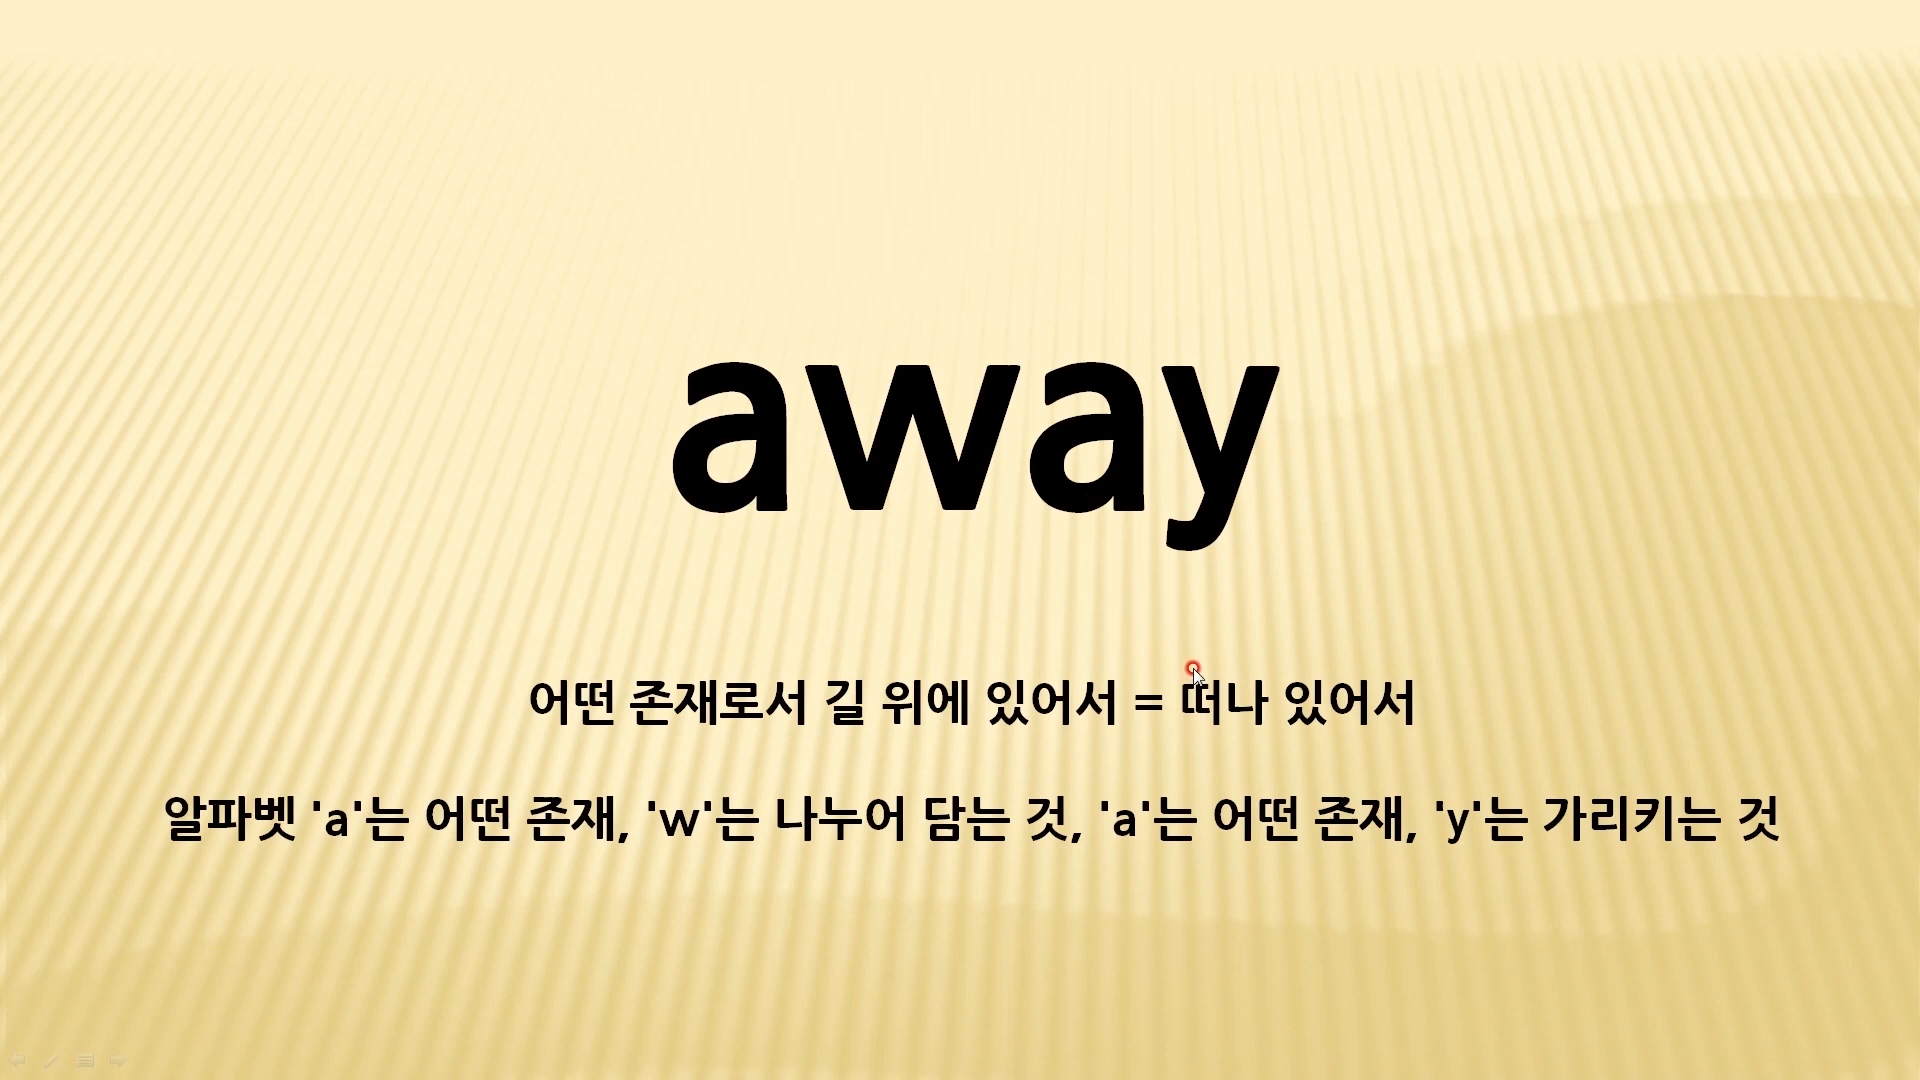 away
어떤 존재로서 길 위에 있어서 = 떠나 있어서
알파벳 'a'는 어떤 존재, 'w'는 나누어 담는 것, 'a'는 어떤 존재, 'y'는 가리키는 것